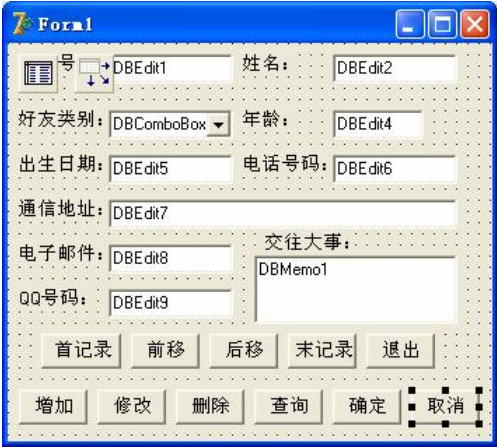 Form1
号 DBEdit1 姓名： DBEdit2
好友类别： DBComboBox 年龄： DBEdit4
出生日期： DBEdit5 电话号码： DBEdit6
通信地址： DBEdit7
电子邮件： DBEdit8 交往大事：
DBMemo1
QQ号码： DBEdit9
首记录 前移 后移 末记录 退出
增加 修改 删除 查询 确定 取消